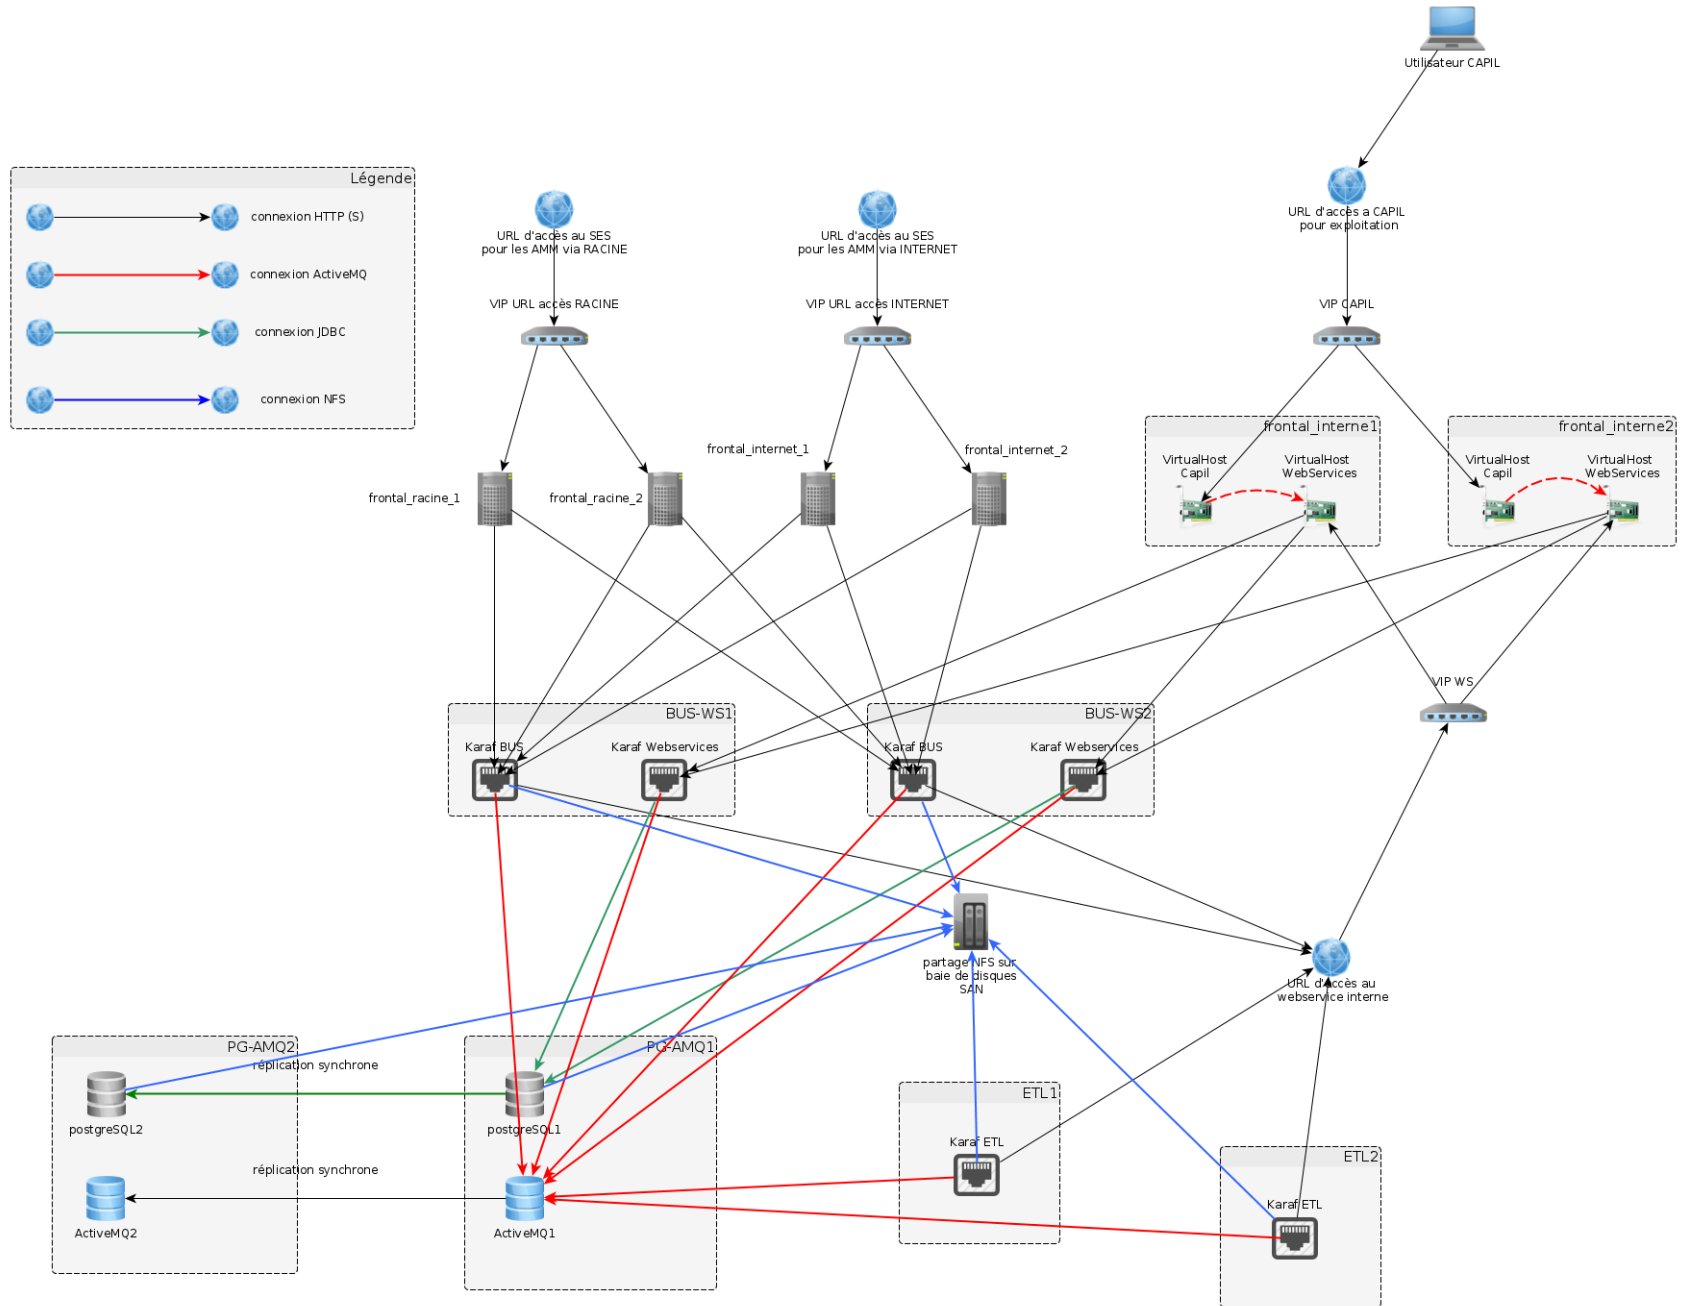 Utilisateur CAPIL
Légende
connexion HTTP (S)
connexion ActiveMQ
connexion JDBC
connexion NFS
URL d'accès au SES
pour les AMM via RACINE
URL d'accès au SES
pour les AMM via INTERNET
URL d'accès a CAPIL
pour exploitation
VIP URL accès RACINE
VIP URL accès INTERNET
VIP CAPIL
frontal_interne1
frontal_interne2
frontal_racine_1
frontal_racine_2
frontal_internet_1
frontal_internet_2
VirtualHost
Capil
VirtualHost
WebServices
VirtualHost
Capil
VirtualHost
WebServices
VIP WS
BUS-WS1
Karaf BUS
Karaf Webservices
BUS-WS2
Karaf BUS
Karaf Webservices
partage NFS sur
baie de disques
SAN
URL d'accès au
webservice interne
PG-AMQ2
réplication synchrone
postgreSQL2
réplication synchrone
ActiveMQ2
PG-AMQ1
postgreSQL1
ActiveMQ1
ETL1
Karaf ETL
ETL2
Karaf ETL